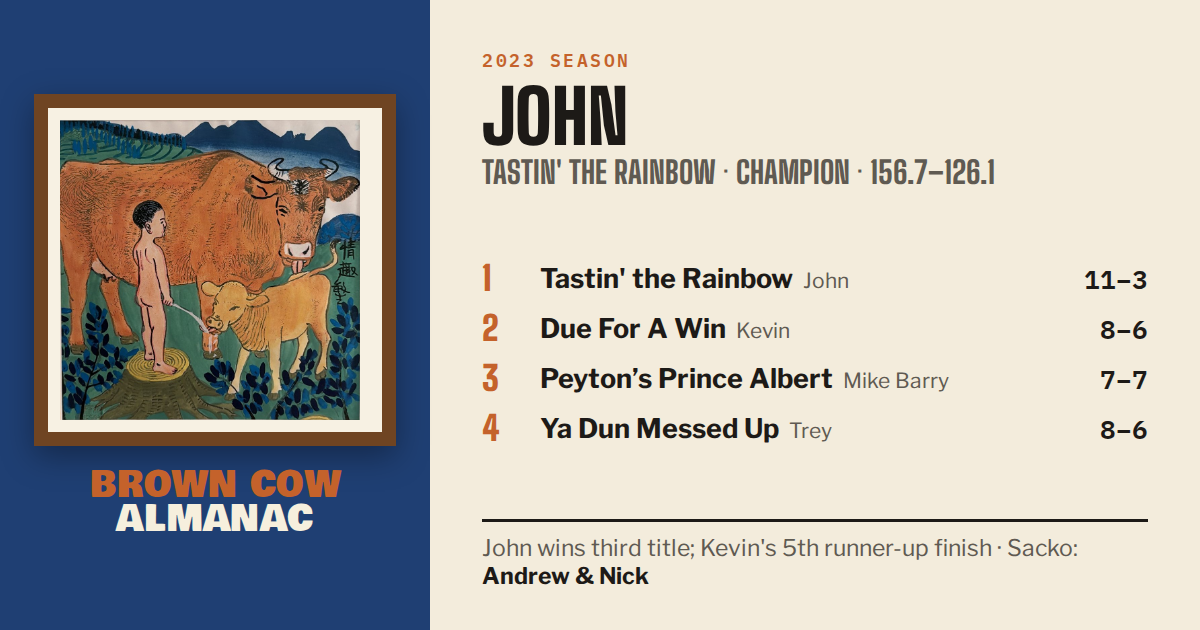 2023 SEASON
JOHN
TASTIN' THE RAINBOW · CHAMPION · 156.7–126.1
1 Tastin' the Rainbow John 11–3
2 Due For A Win Kevin 8–6
3 Peyton’s Prince Albert Mike Barry 7–7
4 Ya Dun Messed Up Trey 8–6
John wins third title; Kevin's 5th runner-up finish · Sacko:
Andrew & Nick
情趣
BROWN COW
ALMANAC